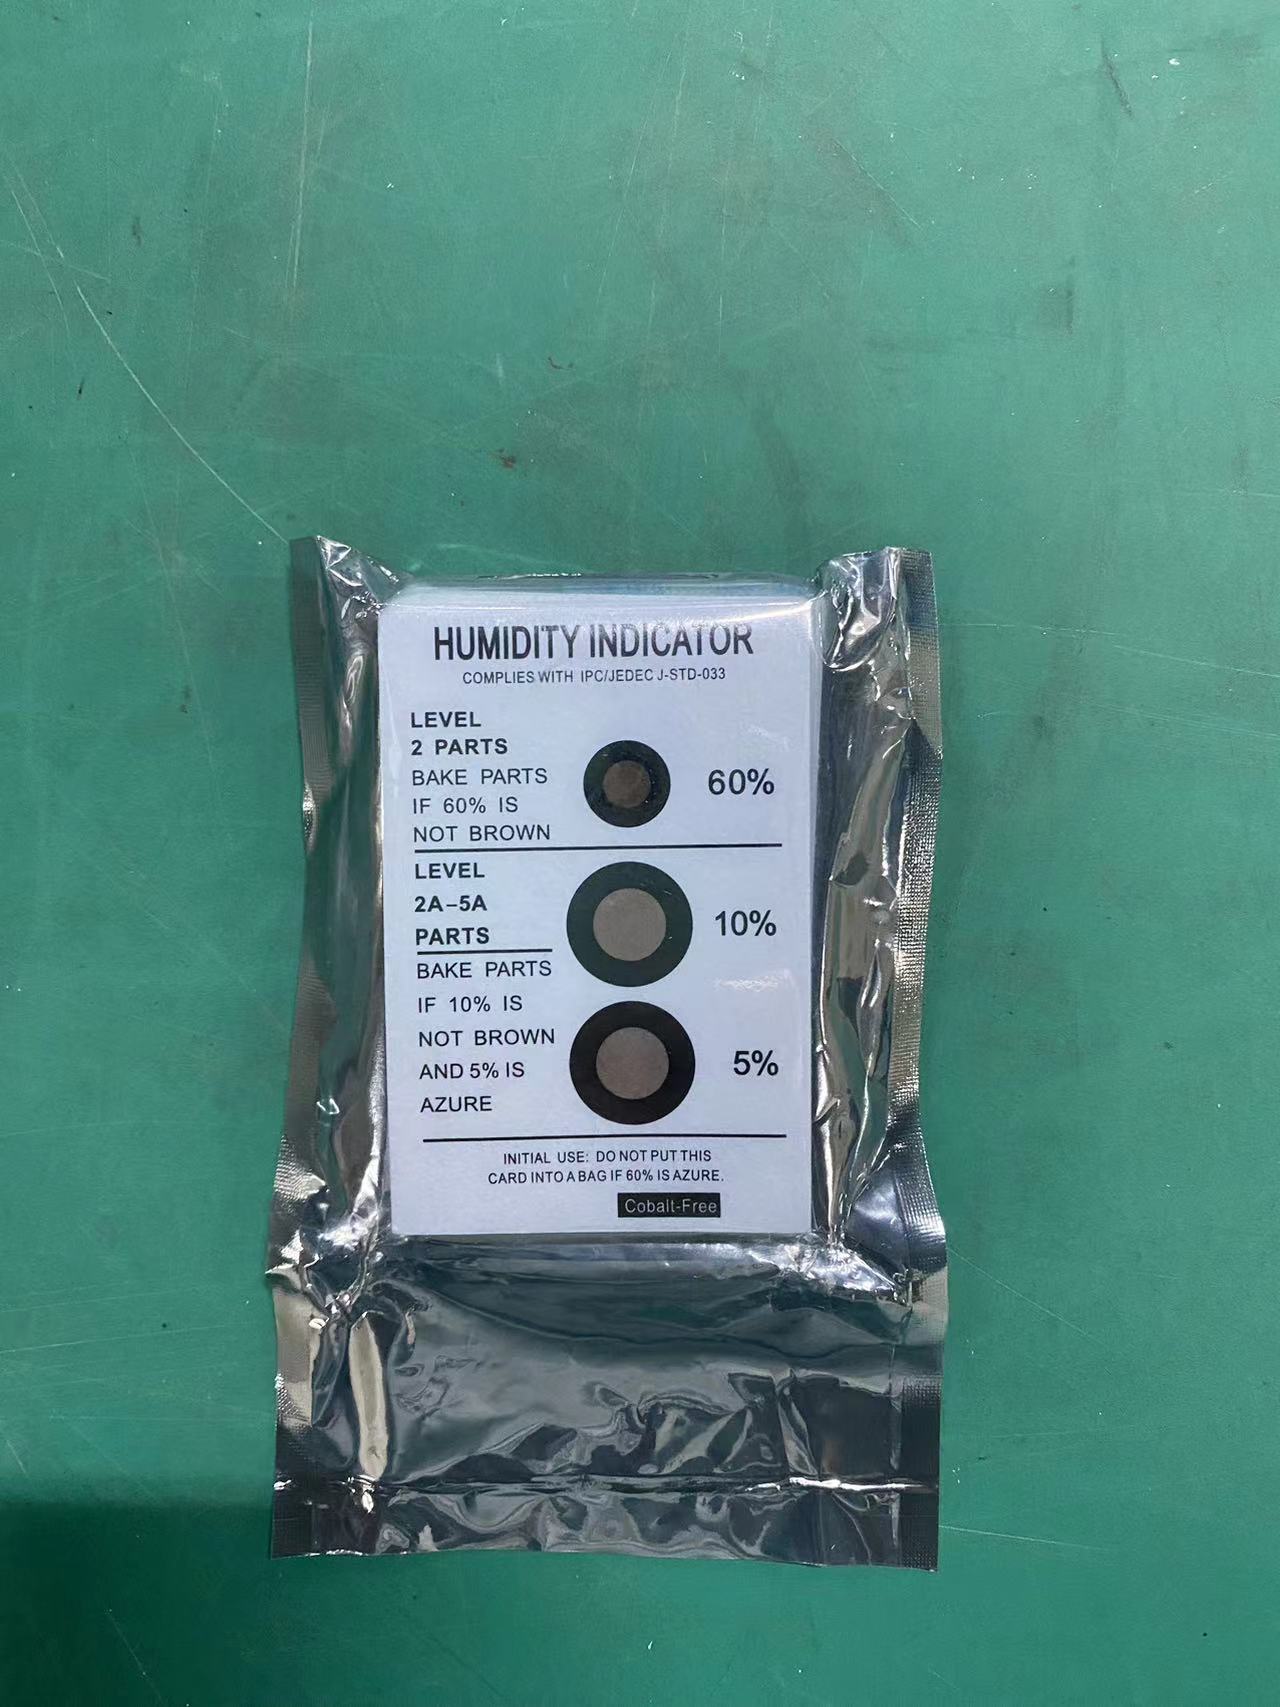 HUMIDITY INDICATOR
COMPLIES WITH IPC/JEDEC J-STD-033
LEVEL
2 PARTS
BAKE PARTS
IF 60% IS
NOT BROWN
60%
LEVEL
2A-5A
PARTS
10%
BAKE PARTS
IF 10% IS
NOT BROWN
AND 5% IS
AZURE
5%
INITIAL USE: DO NOT PUT THIS
CARD INTO A BAG IF 60% IS AZURE.
Cobalt-Free